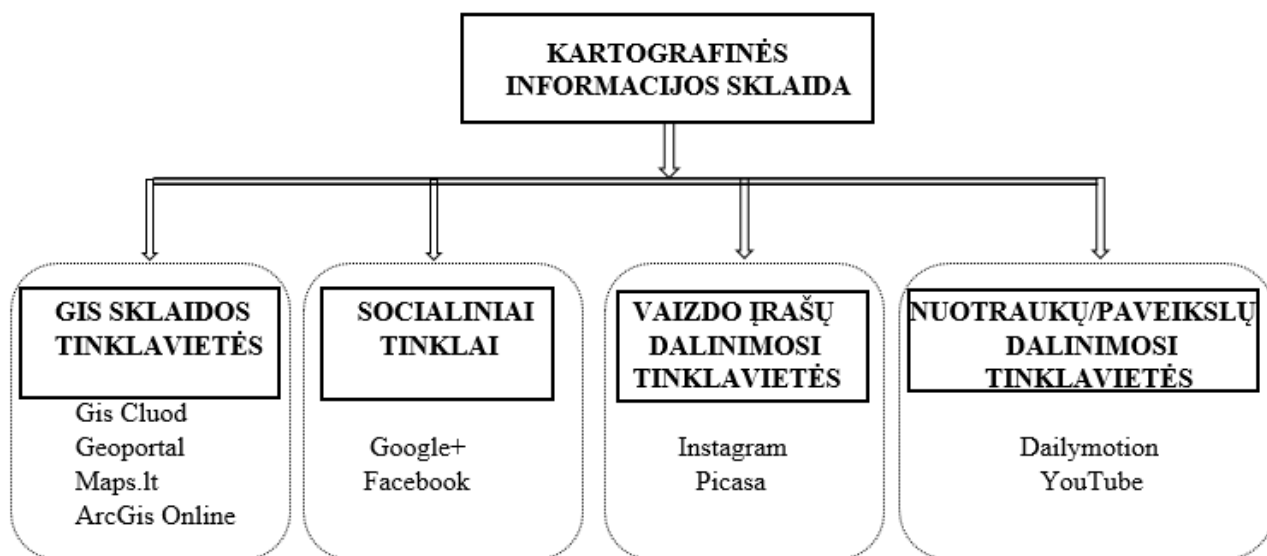 KARTOGRAFINĖS
INFORMACIJOS SKLAIDA
GIS SKLAIDOS
TINKLAVIETĖS
Gis Cluod
Geoportal
Maps.lt
ArcGis Online
SOCIALINIAI
TINKLAI
Google+
Facebook
VAIZDO ĮRAŠŲ
DALINIMOSI
TINKLAVIETĖS
Instagram
Picasa
NUOTRAUKŲ/PAVEIKSLŲ
DALINIMOSI
TINKLAVIETĖS
Dailymotion
YouTube